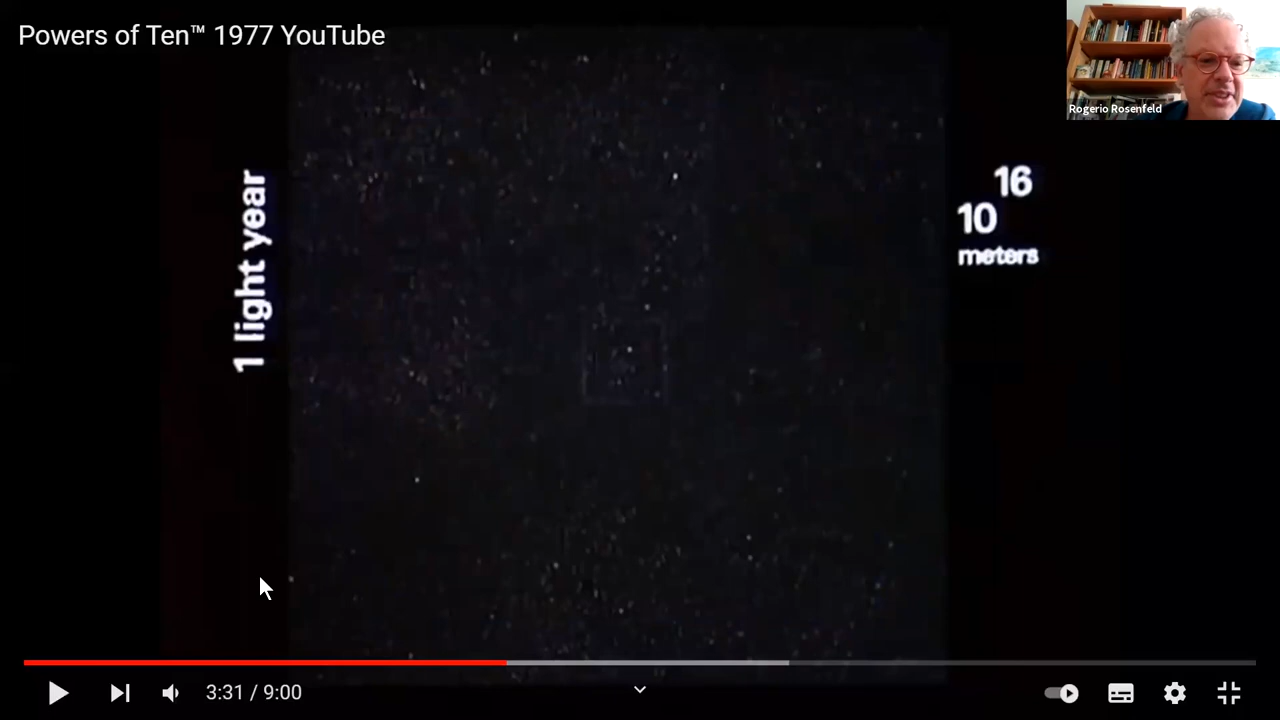 Powers of Ten™ 1977 YouTube
Rogerio Rosenfeld
1 light year
16
10
meters
3:31 / 9:00